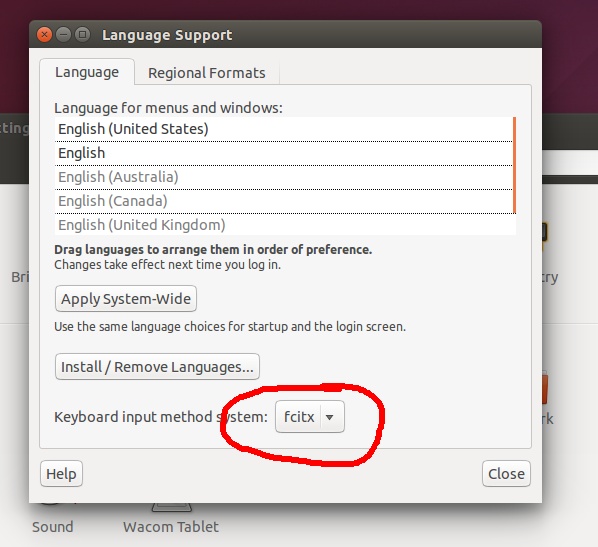 Language Support
tting
Language
Regional Formats
Language for menus and windows:
English (United States)
English
English (Australia)
English (Canada)
English (United Kingdom)
Drag languages to arrange them in order of preference.
Changes take effect next time you log in.
Bri
try
Apply System-Wide
Use the same language choices for startup and the login screen.
Install / Remove Languages...
Keyboard input method system: fcitx
rk
Help
Close
Sound
Wacom Tablet